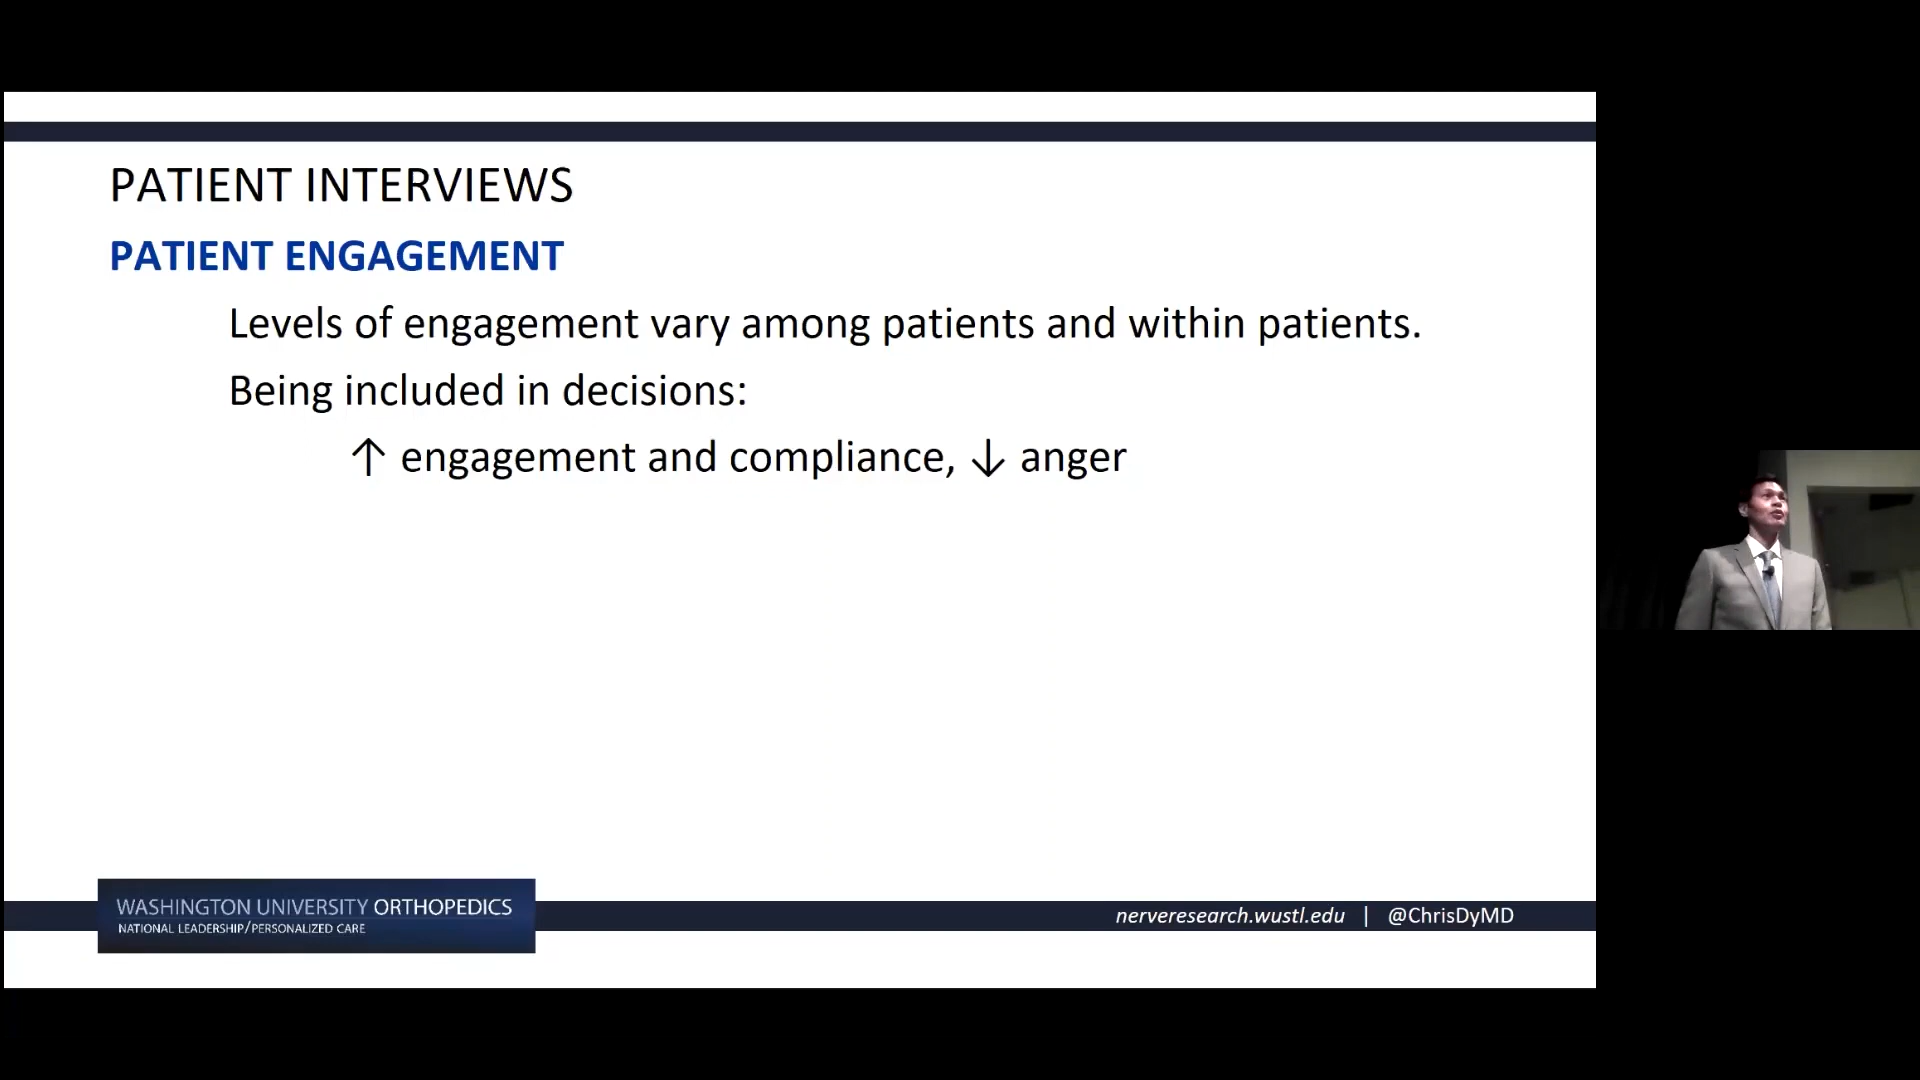 PATIENT INTERVIEWS
PATIENT ENGAGEMENT
Levels of engagement vary among patients and within patients.
Being included in decisions:
↑ engagement and compliance, ↓ anger
WASHINGTON UNIVERSITY ORTHOPEDICS
NATIONAL LEADERSHIP/PERSONALIZED CARE
nerveresearch.wustl.edu | @ChrisDyMD